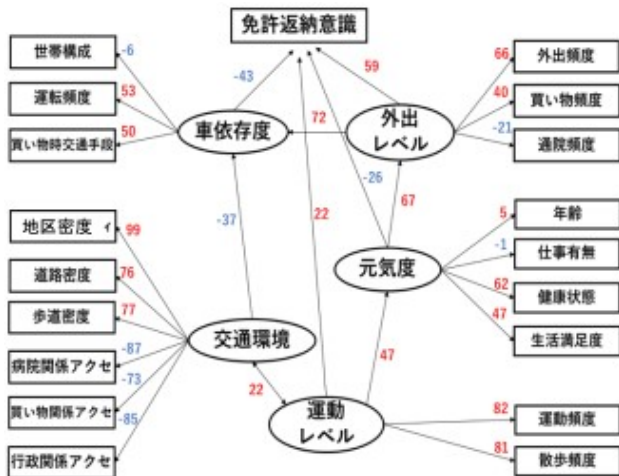 免許返納意識
世帯構成
-6
-43
59
66
外出頻度
運転頻度
53
40
買い物頻度
買い物時交通手段
50
車依存度
72
外出
レベル
-21
通院頻度
-26
67
-37
22
地区密度 ィ
99
5
年齢
道路密度
76
元気度
-1
仕事有無
歩道密度
77
62
健康状態
交通環境
47
生活満足度
病院関係アクセ
-87
47
-73
買い物関係アクセ
-85
22
運動
レベル
82
運動頻度
行政関係アクセ
81
散歩頻度